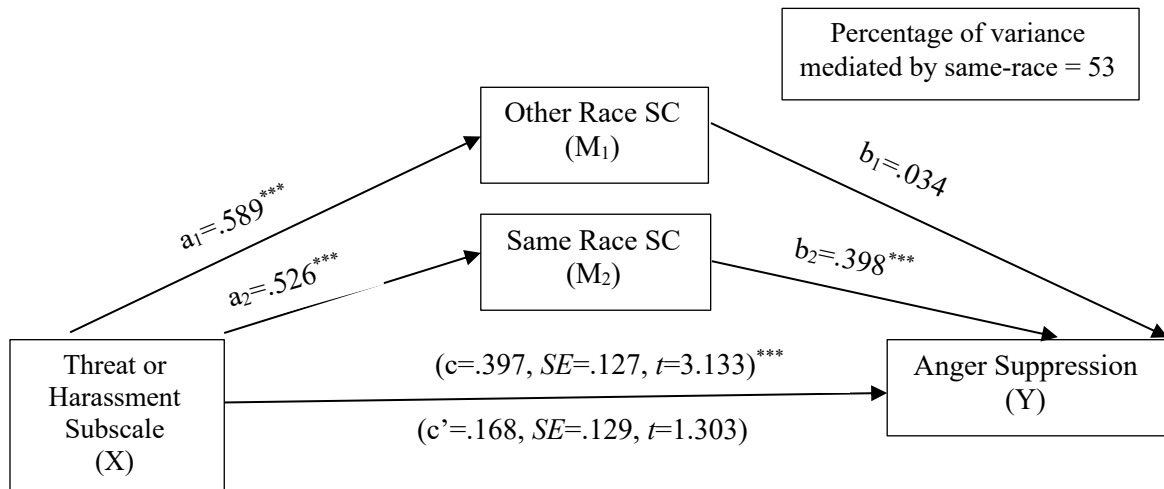 Percentage of variance
mediated by same-race = 53
Other Race SC
(M₁)
b₁=.034
a₁=.589***
Same Race SC
(M₂)
b₂=.398***
a₂=.526***
Threat or
Harassment
Subscale
(X)
(c=.397, SE=.127, t=3.133)***
(c’=.168, SE=.129, t=1.303)
Anger Suppression
(Y)